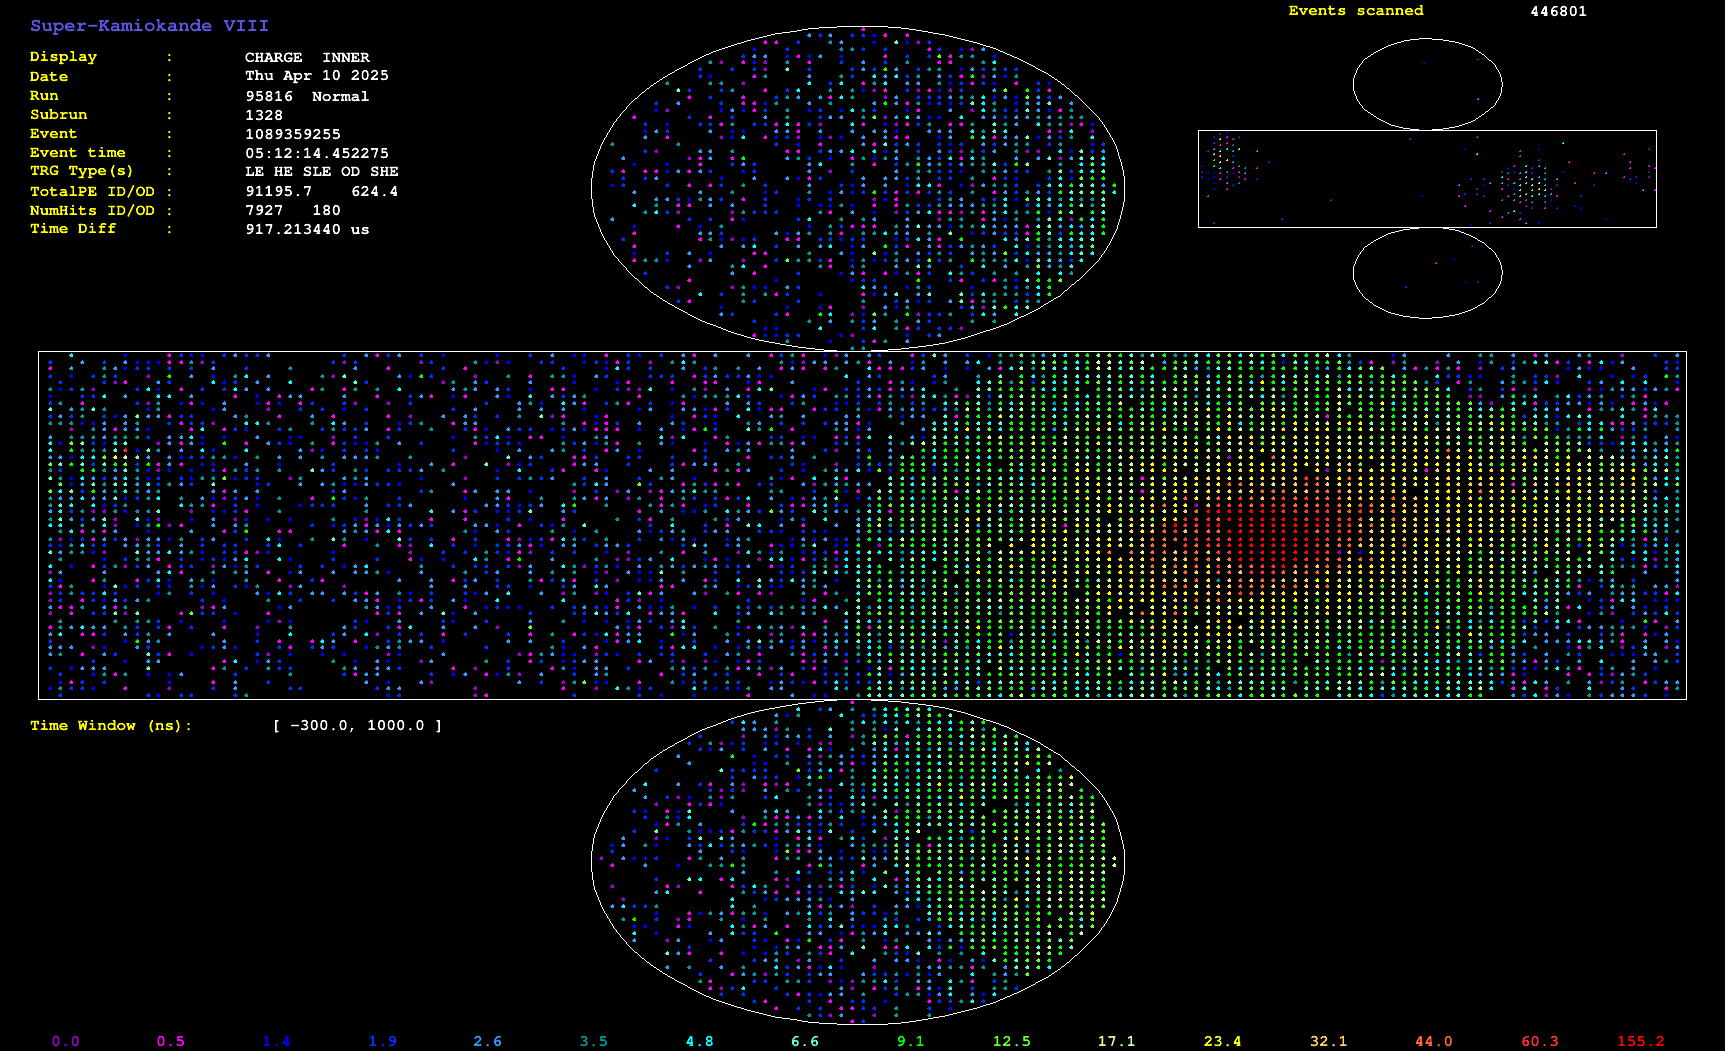 Super-Kamiokande VIII
Events scanned 446801
Display : CHARGE INNER
Date : Thu Apr 10 2025
Run : 95816 Normal
Subrun : 1328
Event : 1089359255
Event time : 05:12:14.452275
TRG Type(s) : LE HE SLE OD SHE
TotalPE ID/OD : 91195.7 624.4
NumHits ID/OD : 7927 180
Time Diff : 917.213440 us
Time Window (ns): [ -300.0, 1000.0 ]
0.0 0.5 1.4 1.9 2.6 3.5 4.8 6.6 9.1 12.5 17.1 23.4 32.1 44.0 60.3 155.2